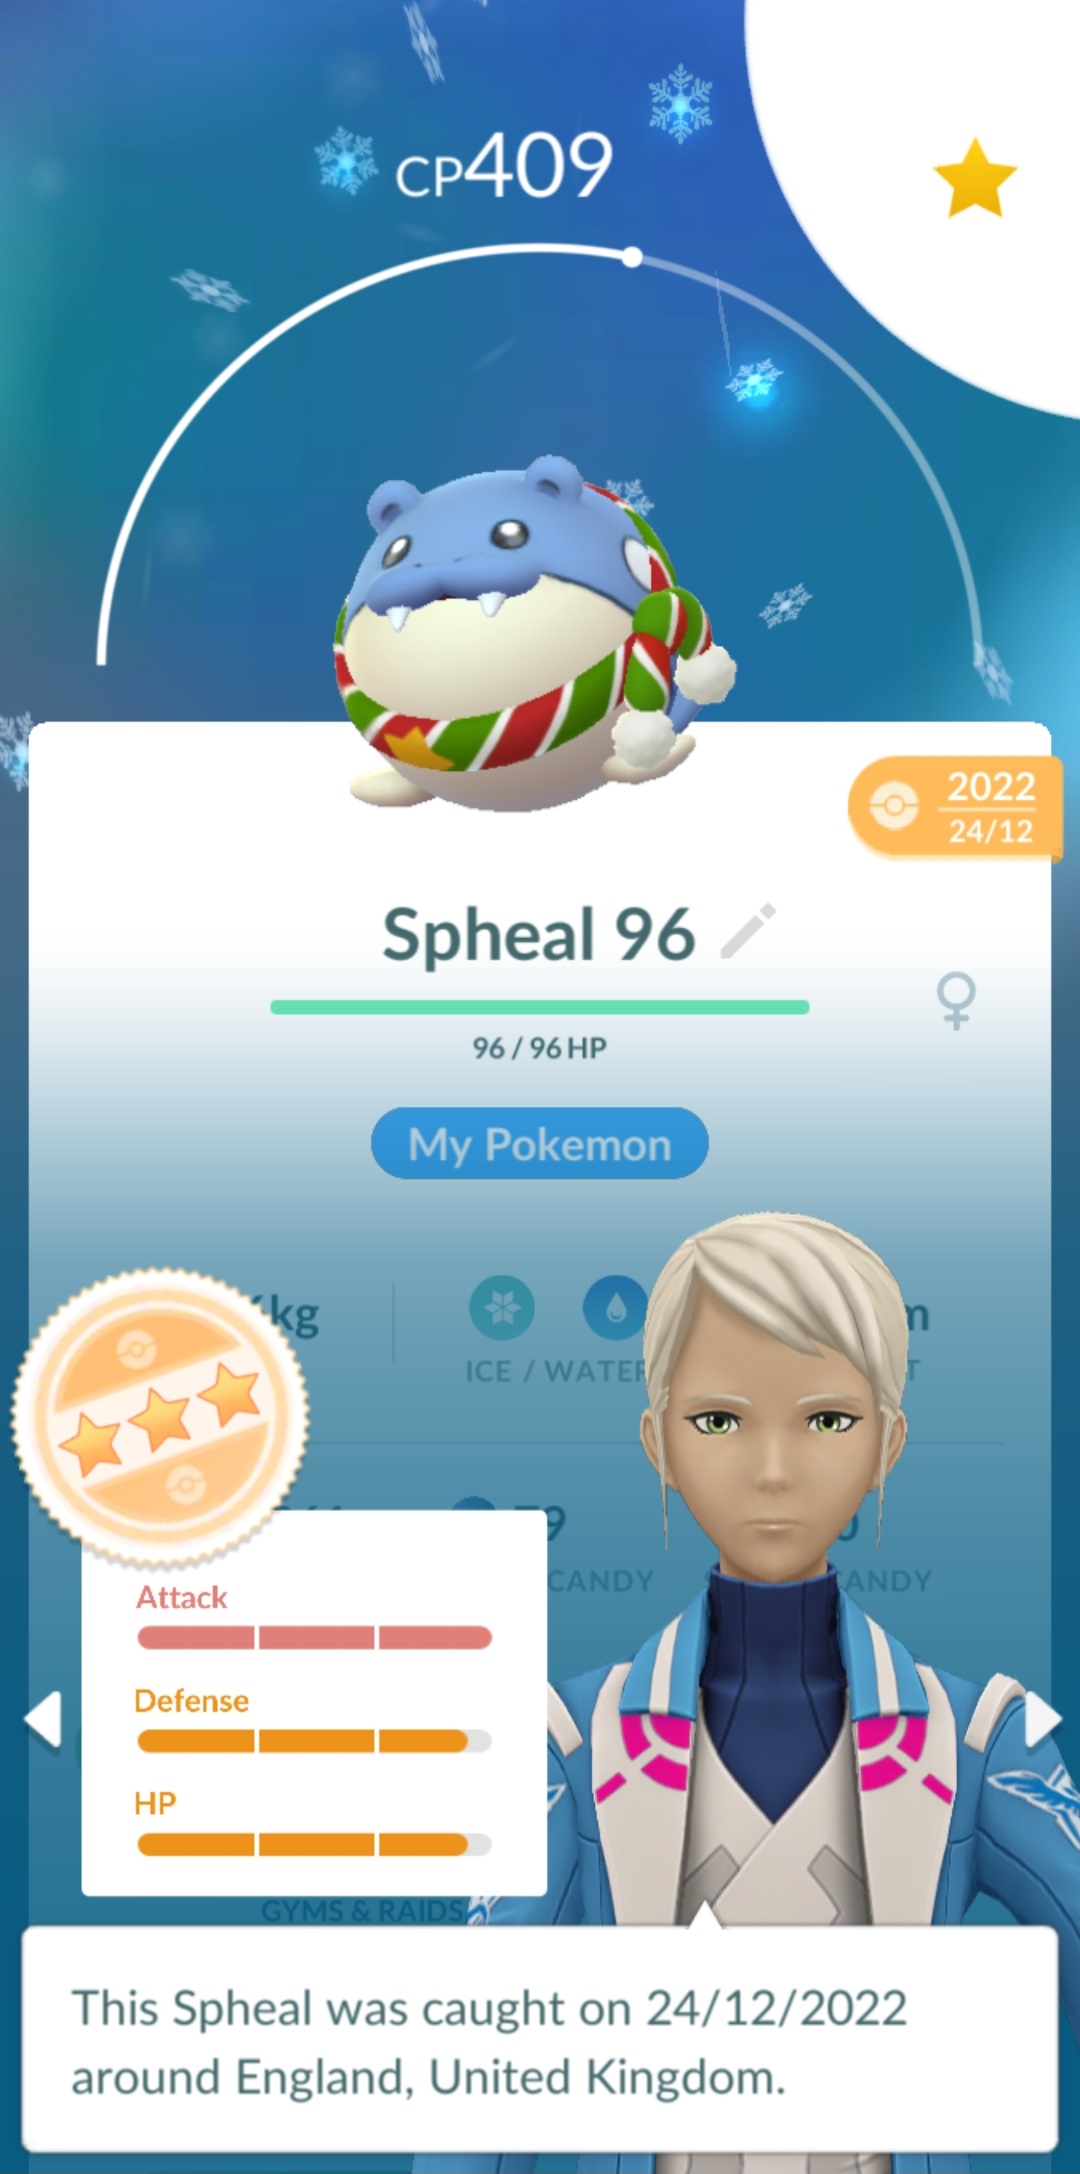 CP409
2022
24/12
Spheal 96
96 / 96 HP
My Pokemon
kg
ICE / WATER
CANDY
CANDY
Attack
Defense
HP
GYMS & RAIDS
This Spheal was caught on 24/12/2022
around England, United Kingdom.